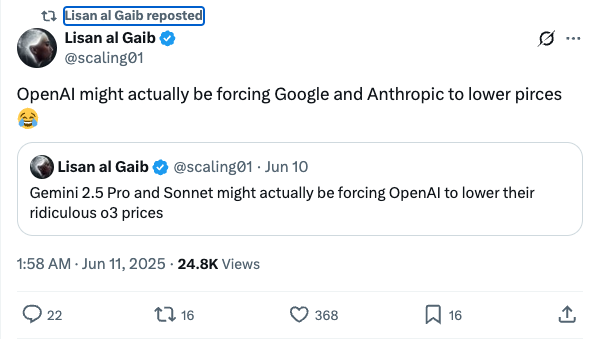 Lisan al Gaib reposted
Lisan al Gaib
@scaling01
OpenAI might actually be forcing Google and Anthropic to lower pirces
😂
Lisan al Gaib @scaling01 · Jun 10
Gemini 2.5 Pro and Sonnet might actually be forcing OpenAI to lower their
ridiculous o3 prices
1:58 AM · Jun 11, 2025 · 24.8K Views
22 16 368 16